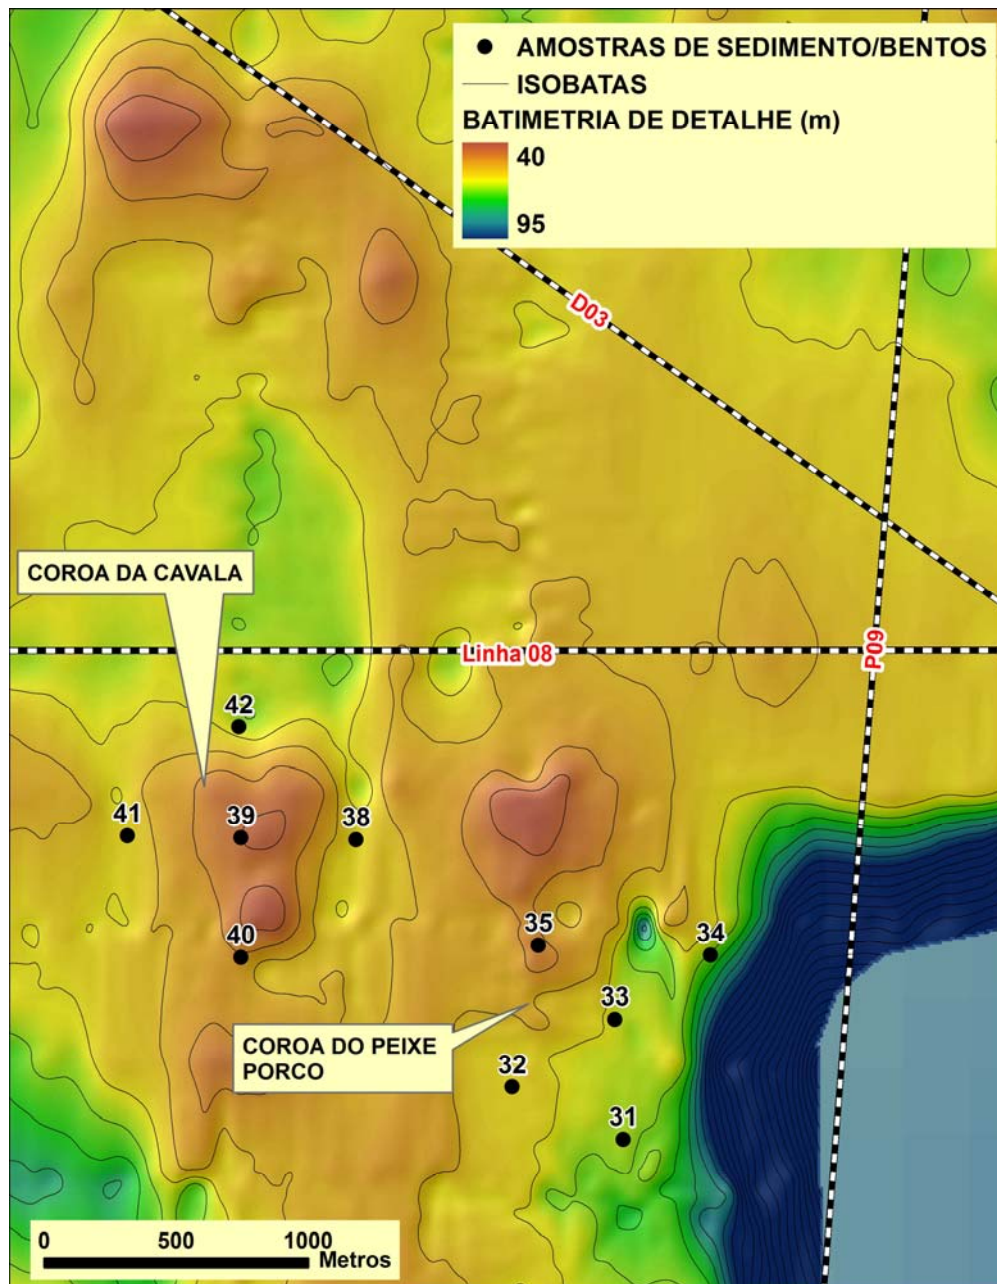 AMOSTRAS DE SEDIMENTO/BENTOS
ISOBATAS
BATIMETRIA DE DETALHE (m)
40
95
D03
COROA DA CAVALA
Linha 08
P09
42
41
39
38
40
35
34
33
COROA DO PEIXE
PORCO
32
31
0 500 1000
Metros